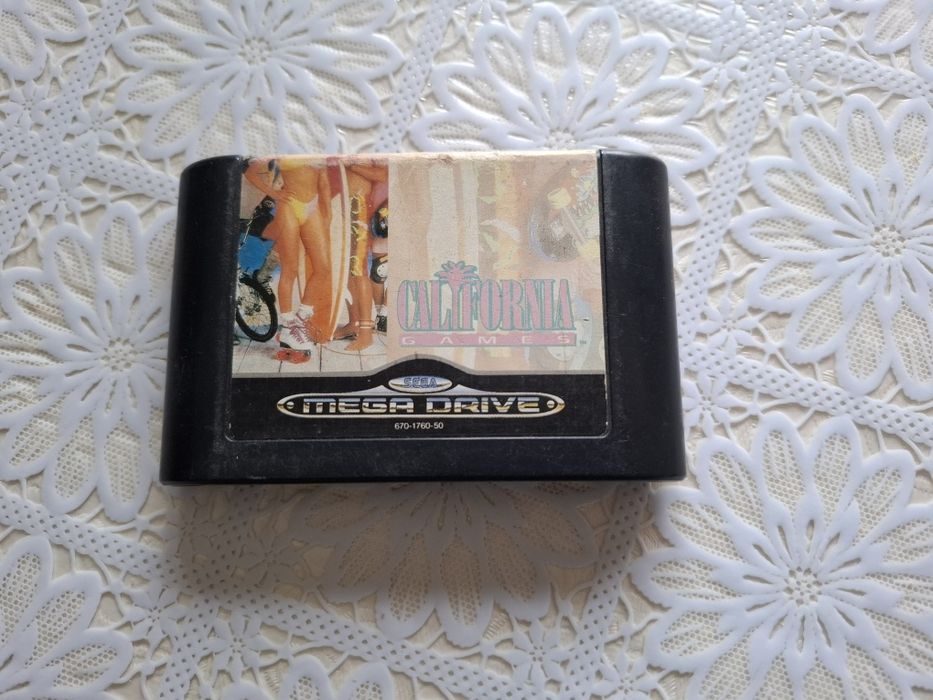 CALIFORNIA
GAMES
SEGA
MEGA DRIVE
670-1760-50